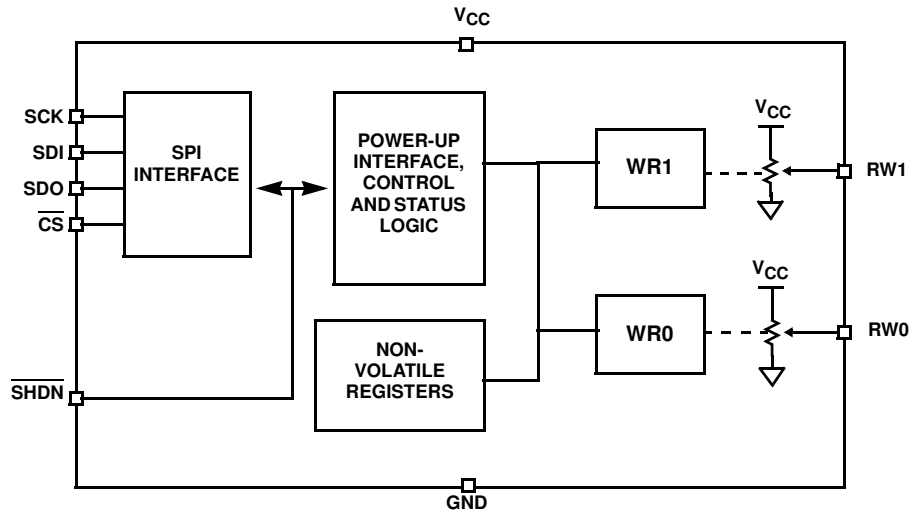 VCC
SCK
SDI
SDO
CS
SHDN
SPI
INTERFACE
POWER-UP
INTERFACE,
CONTROL
AND STATUS
LOGIC
NON-
VOLATILE
REGISTERS
WR1
VCC
RW1
WR0
VCC
RW0
GND